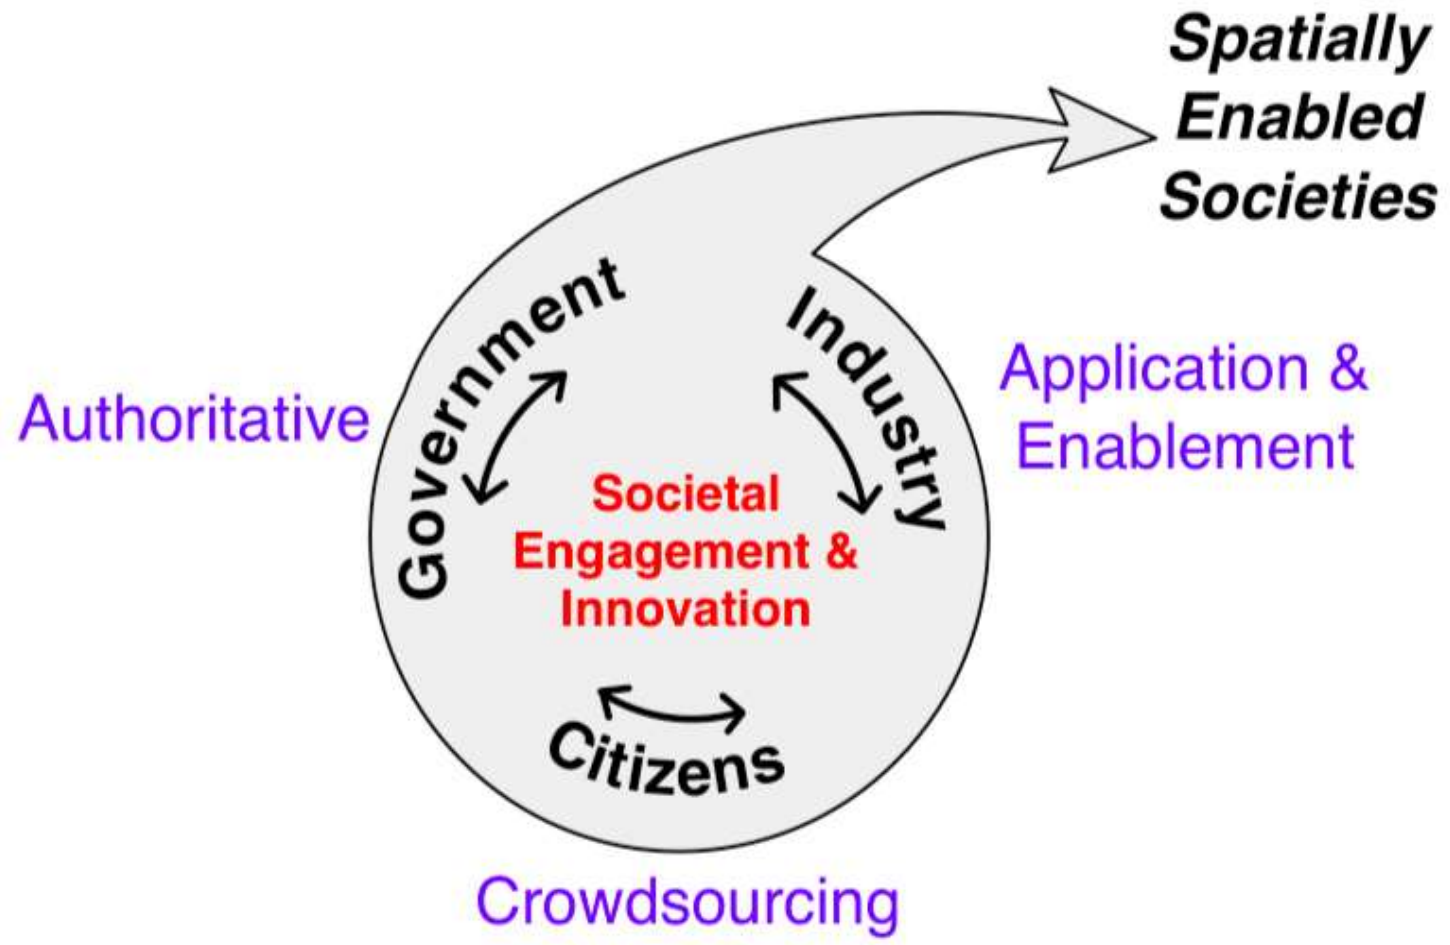 Spatially
Enabled
Societies
Government
Industry
Authoritative
Application &
Enablement
Societal
Engagement &
Innovation
Citizens
Crowdsourcing